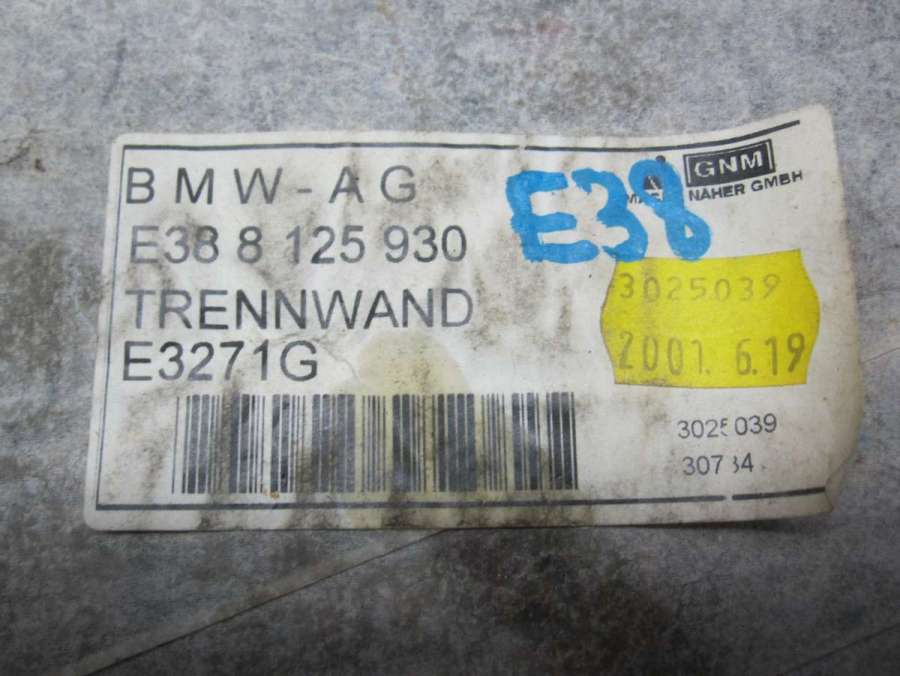 BMW-AG
E38 8 125 930
TRENNWAND
E3271G
E38
GNM
NÄHER GMBH
3025039
2001. 6.19
3025039